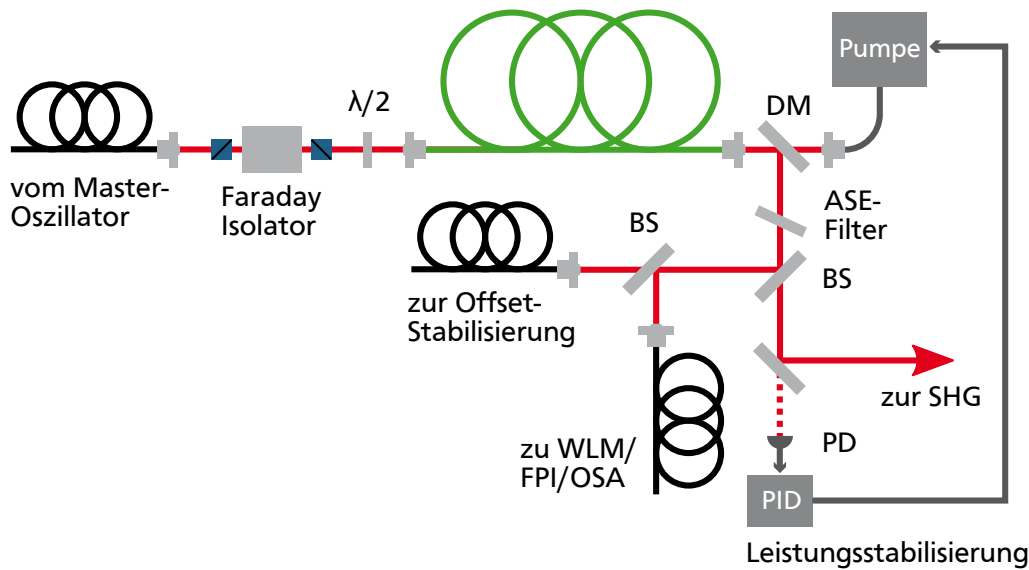 Pumpe
λ/2
DM
vom Master-
Oszillator
Faraday
Isolator
ASE-
Filter
BS
BS
zur Offset-
Stabilisierung
zur SHG
zu WLM/
FPI/OSA
PD
PID
Leistungsstabilisierung